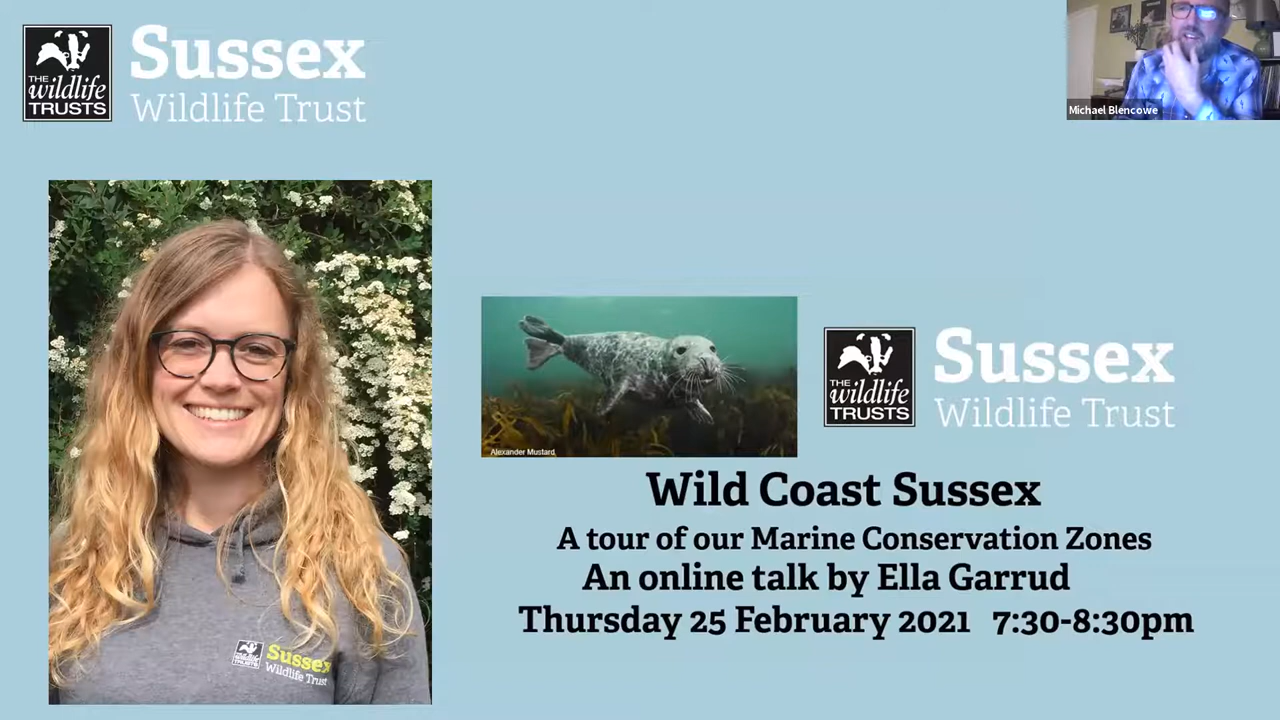 THE
wildlife
TRUSTS
Sussex
Wildlife Trust
Michael Blencowe
THE
wildlife
TRUSTS
Sussex
Wildlife Trust
Alexander Mustard
Wild Coast Sussex
A tour of our Marine Conservation Zones
An online talk by Ella Garrud
Thursday 25 February 2021 7:30-8:30pm
Sussex
Wildlife Trust